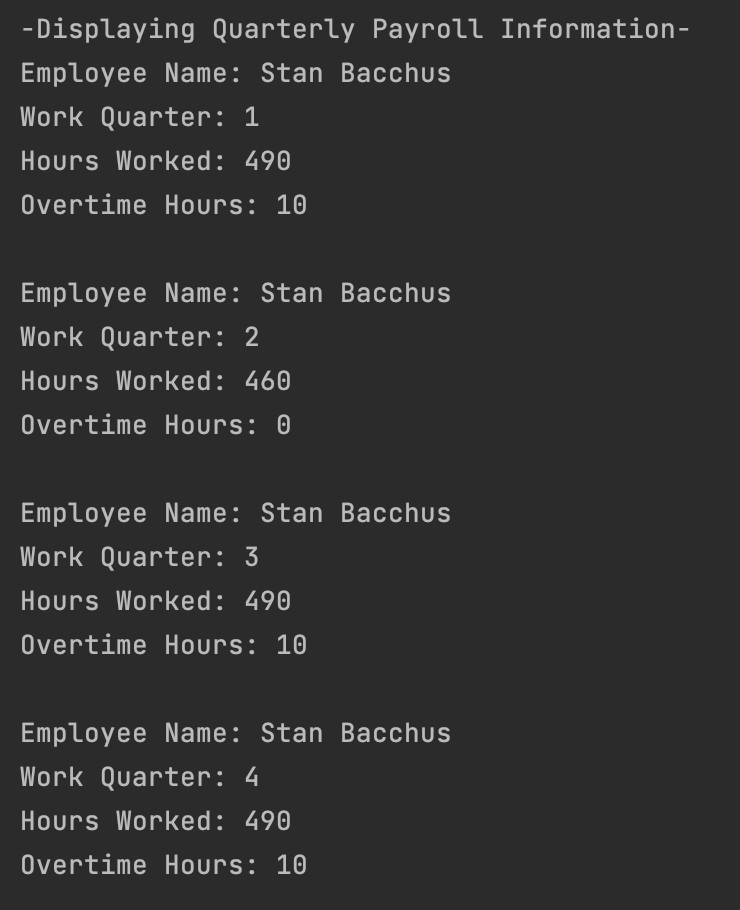 -Displaying Quarterly Payroll Information-
Employee Name: Stan Bacchus
Work Quarter: 1
Hours Worked: 490
Overtime Hours: 10

Employee Name: Stan Bacchus
Work Quarter: 2
Hours Worked: 460
Overtime Hours: 0

Employee Name: Stan Bacchus
Work Quarter: 3
Hours Worked: 490
Overtime Hours: 10

Employee Name: Stan Bacchus
Work Quarter: 4
Hours Worked: 490
Overtime Hours: 10